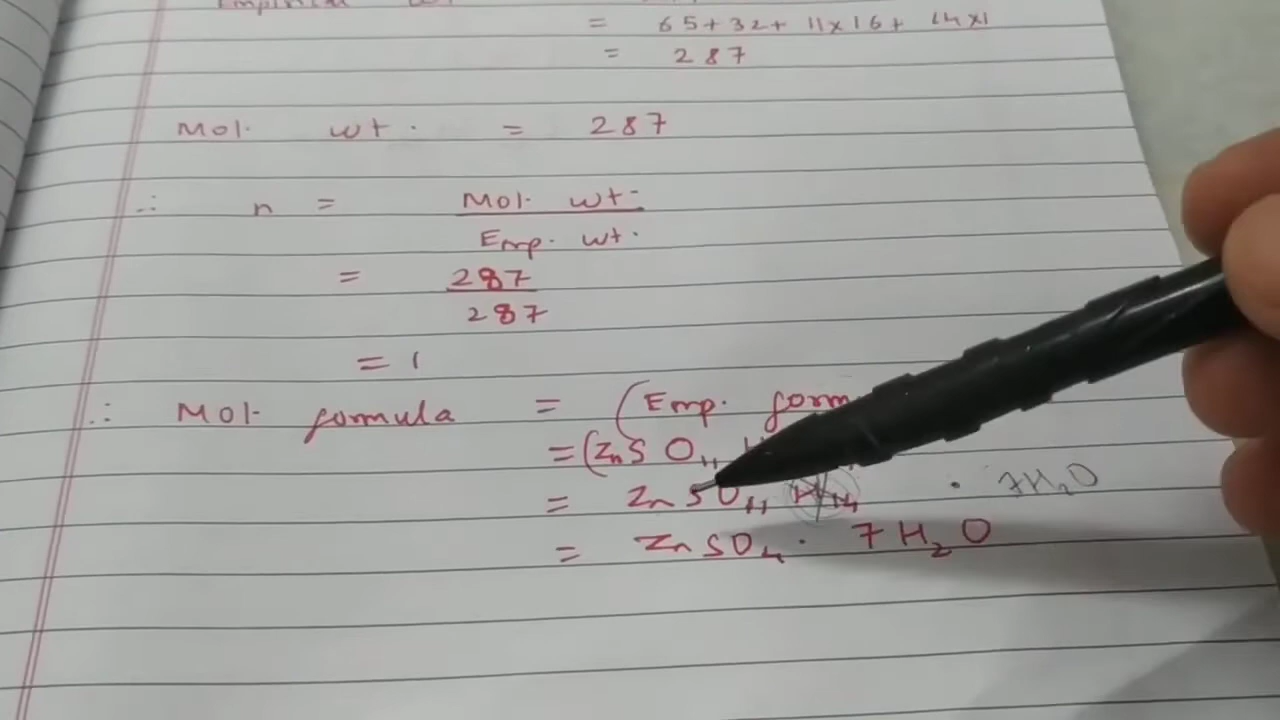 = 65+32+ 11x16+ 14x1
= 287
Mol. wt. = 287
∴ n = Mol. wt.
Emp. wt.
= 287
287
= 1
∴ Mol. formula = (Emp. form
= (ZnSO11 H
= ZnSO11 H14 . 7H2O
= ZnSO4 . 7H2O